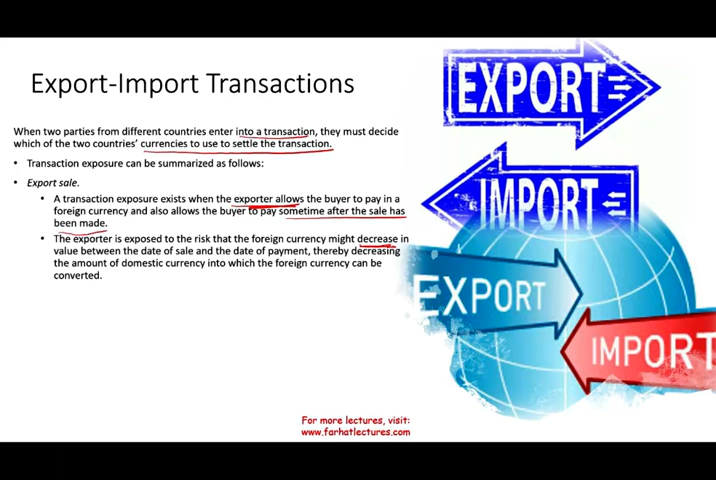 Export-Import Transactions
When two parties from different countries enter into a transaction, they must decide
which of the two countries' currencies to use to settle the transaction.
• Transaction exposure can be summarized as follows:
• Export sale.
• A transaction exposure exists when the exporter allows the buyer to pay in a
foreign currency and also allows the buyer to pay sometime after the sale has
been made.
• The exporter is exposed to the risk that the foreign currency might decrease in
value between the date of sale and the date of payment, thereby decreasing
the amount of domestic currency into which the foreign currency can be
converted.
EXPORT
IMPORT
EXPORT
IMPORT
For more lectures, visit:
www.farhatlectures.com